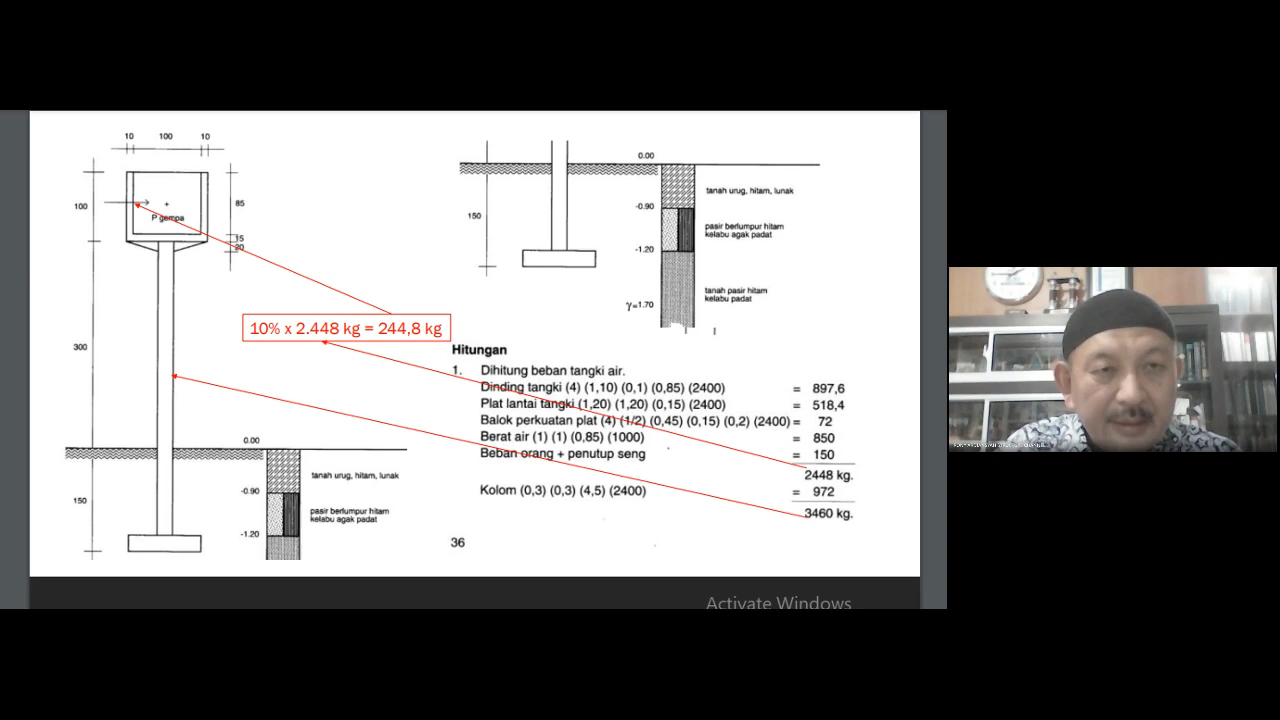 10 100 10
100
85
P gempa
15
20
300
10% x 2.448 kg = 244,8 kg
0.00
tanah urug, hitam, lunak
-0.90
150
pasir berlumpur hitam
kelabu agak padat
-1.20
0.00
tanah urug, hitam, lunak
-0.90
150
pasir berlumpur hitam
kelabu agak padat
-1.20
tanah pasir hitam
kelabu padat
γ=1.70
Hitungan
1. Dihitung beban tangki air.
Dinding tangki (4) (1,10) (0,1) (0,85) (2400) = 897,6
Plat lantai tangki (1,20) (1,20) (0,15) (2400) = 518,4
Balok perkuatan plat (4) (1/2) (0,45) (0,15) (0,2) (2400) = 72
Berat air (1) (1) (0,85) (1000) = 850
Beban orang + penutup seng = 150
2448 kg.
Kolom (0,3) (0,3) (4,5) (2400) = 972
3460 kg.
36
Activate Windows